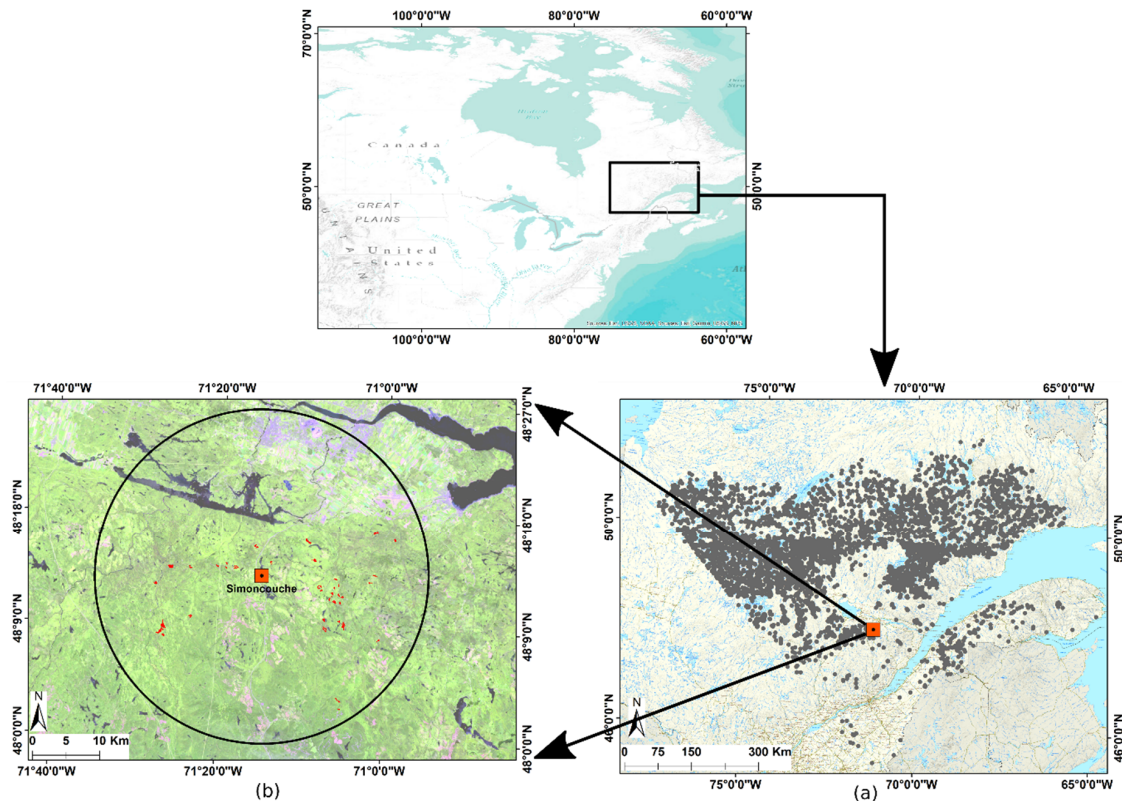 100°0'0"W 80°0'0"W 60°0'0"W
70°0'0"N
70°0'0"N
Hudson
Bay
Canada
50°0'0"N
50°0'0"N
GREAT
PLAINS
United
States
100°0'0"W 80°0'0"W 60°0'0"W
71°40'0"W 71°20'0"W 71°0'0"W
48°27'0"N
48°18'0"N
48°18'0"N
Simoncouche
48°9'0"N
48°9'0"N
48°0'0"N
48°0'0"N
N
0 5 10 Km
71°40'0"W 71°20'0"W 71°0'0"W
(b)
75°0'0"W 70°0'0"W 65°0'0"W
50°0'0"N
50°0'0"N
46°0'0"N
46°0'0"N
N
0 75 150 300 KM
75°0'0"W 70°0'0"W 65°0'0"W
(a)